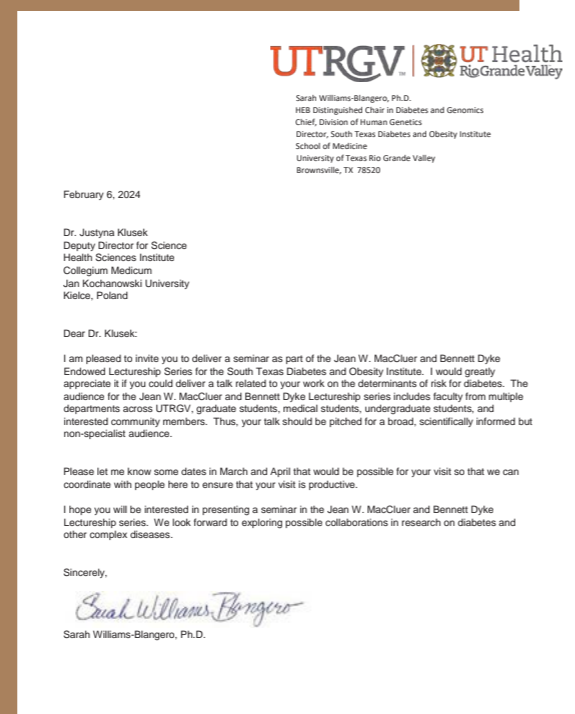 UTRGV™ | UT Health
Rio Grande Valley
Sarah Williams-Blangero, Ph.D.
HEB Distinguished Chair in Diabetes and Genomics
Chief, Division of Human Genetics
Director, South Texas Diabetes and Obesity Institute
School of Medicine
University of Texas Rio Grande Valley
Brownsville, TX 78520
February 6, 2024
Dr. Justyna Klusek
Deputy Director for Science
Health Sciences Institute
Collegium Medicum
Jan Kochanowski University
Kielce, Poland
Dear Dr. Klusek:
I am pleased to invite you to deliver a seminar as part of the Jean W. MacCluer and Bennett Dyke
Endowed Lectureship Series for the South Texas Diabetes and Obesity Institute. I would greatly
appreciate it if you could deliver a talk related to your work on the determinants of risk for diabetes. The
audience for the Jean W. MacCluer and Bennett Dyke Lectureship series includes faculty from multiple
departments across UTRGV, graduate students, medical students, undergraduate students, and
interested community members. Thus, your talk should be pitched for a broad, scientifically informed but
non-specialist audience.
Please let me know some dates in March and April that would be possible for your visit so that we can
coordinate with people here to ensure that your visit is productive.
I hope you will be interested in presenting a seminar in the Jean W. MacCluer and Bennett Dyke
Lectureship series. We look forward to exploring possible collaborations in research on diabetes and
other complex diseases.
Sincerely,
Sarah Williams-Blangero
Sarah Williams-Blangero, Ph.D.